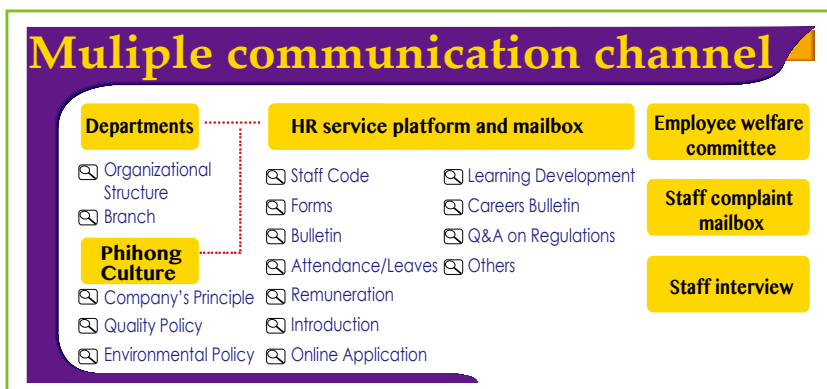 Muliple communication channel
Departments
Organizational
Structure
Branch
Phihong
Culture
Company's Principle
Quality Policy
Environmental Policy
HR service platform and mailbox
Staff Code
Forms
Bulletin
Attendance/Leaves
Remuneration
Introduction
Online Application
Learning Development
Careers Bulletin
Q&A on Regulations
Others
Employee welfare
committee
Staff complaint
mailbox
Staff interview